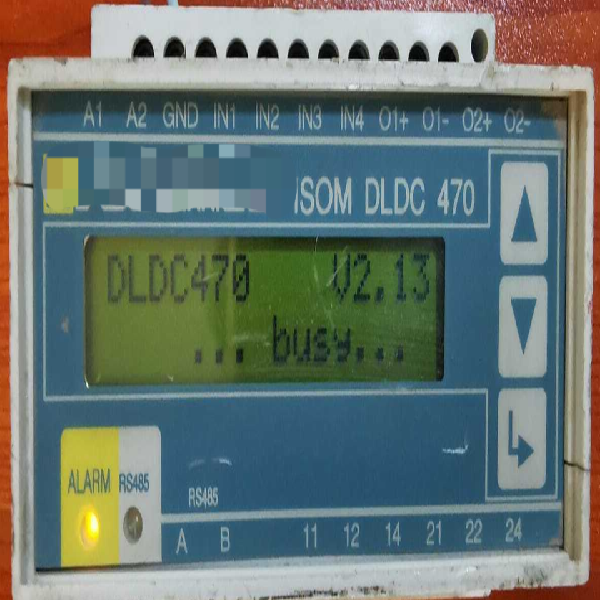 A1 A2 GND IN1 IN2 IN3 IN4 O1+ O1- O2+ O2-
ISOM DLDC 470
DLDC470 V2.13
... busy...
ALARM RS485
RS485
A B 11 12 14 21 22 24